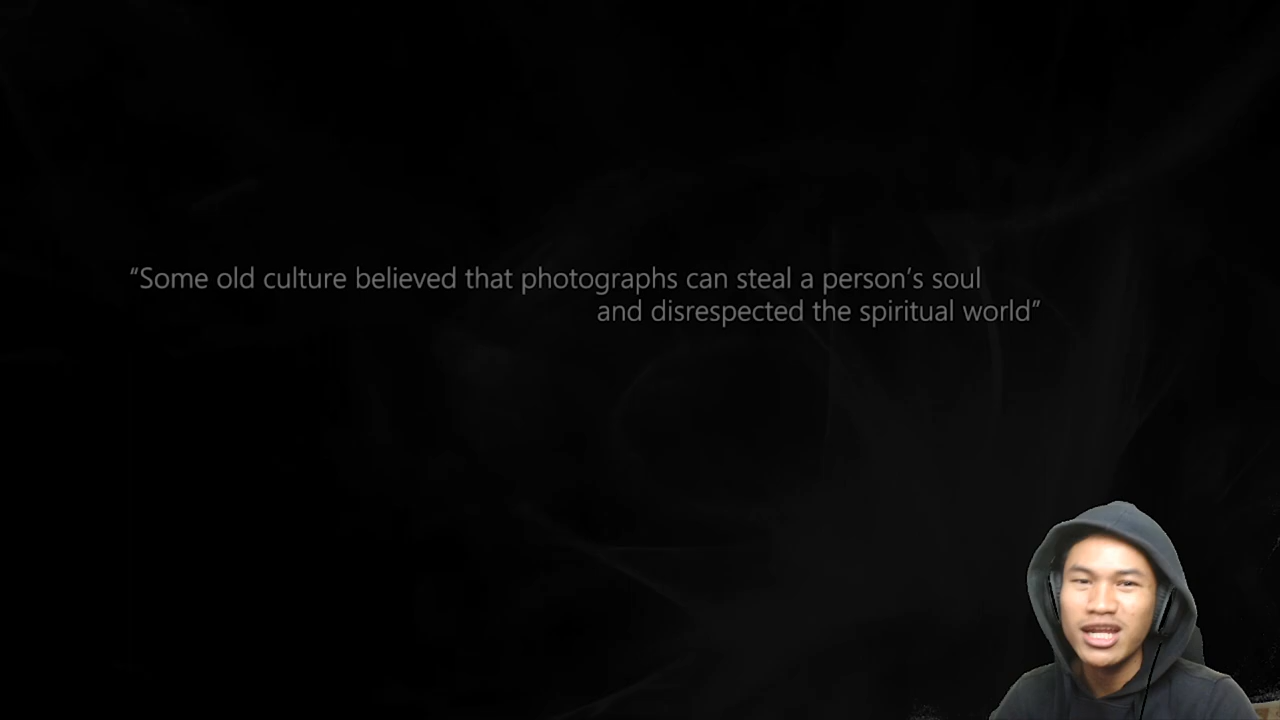 “Some old culture believed that photographs can steal a person’s soul
and disrespected the spiritual world”